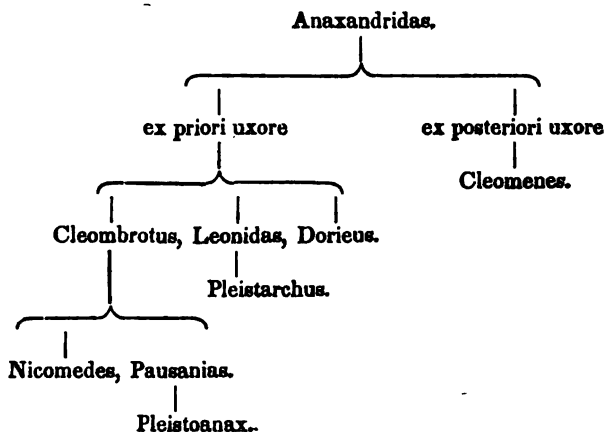 Anaxandridas.
ex priori uxore ex posteriori uxore
Cleomenes.
Cleombrotus, Leonidas, Dorieus.
Pleistarchus.
Nicomedes, Pausanias.
Pleistoanax..